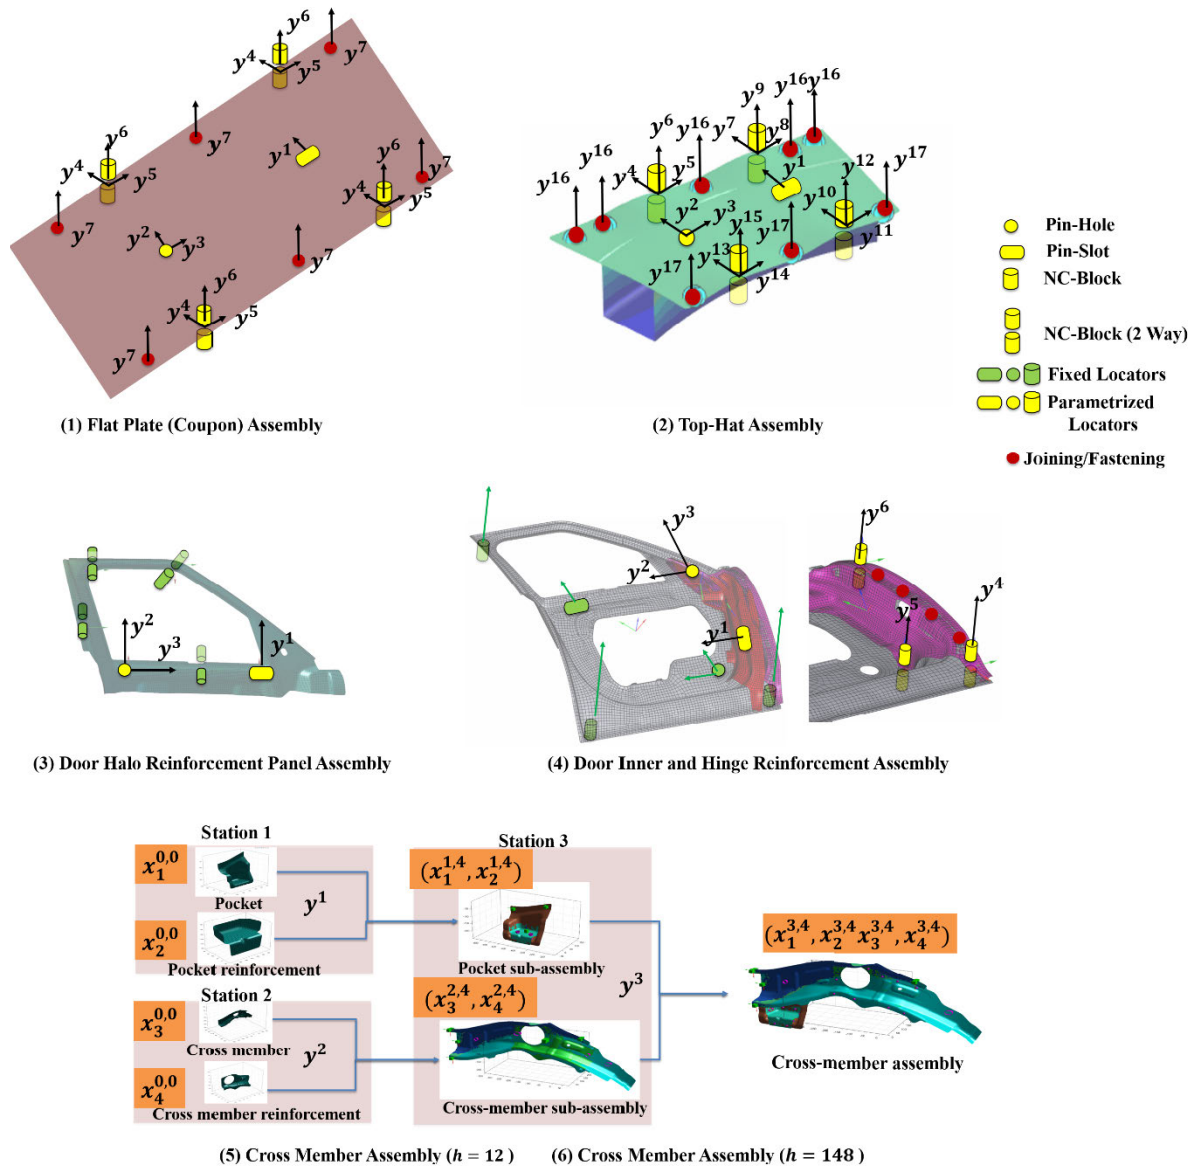 y⁶
y⁷
y⁴
y⁵
y⁶
y⁷
y⁴
y⁵
y¹
y⁶
y⁷
y⁴
y⁵
y⁷
y²
y³
y⁷
y⁶
y⁴
y⁵
y⁷
(1) Flat Plate (Coupon) Assembly
y⁹
y¹⁶
y¹⁶
y⁶
y¹⁶
y⁷
y⁸
y¹⁶
y⁴
y⁵
y¹
y¹²
y¹⁷
y¹⁶
y²
y³
y¹⁰
y¹⁵
y¹⁷
y¹¹
y¹⁷
y¹³
y¹⁴
(2) Top-Hat Assembly
Pin-Hole
Pin-Slot
NC-Block
NC-Block (2 Way)
Fixed Locators
Parametrized
Locators
Joining/Fastening
y²
y³
y¹
(3) Door Halo Reinforcement Panel Assembly
y³
y²
y¹
y⁶
y⁵
y⁴
(4) Door Inner and Hinge Reinforcement Assembly
Station 1
x₁⁰,⁰
Pocket
y¹
x₂⁰,⁰
Pocket reinforcement
Station 2
x₃⁰,⁰
Cross member
y²
x₄⁰,⁰
Cross member reinforcement
Station 3
(x₁¹,⁴, x₂¹,⁴)
Pocket sub-assembly
y³
(x₃²,⁴, x₄²,⁴)
Cross-member sub-assembly
(x₁³,⁴, x₂³,⁴ x₃³,⁴, x₄³,⁴)
Cross-member assembly
(5) Cross Member Assembly (h = 12 )
(6) Cross Member Assembly (h = 148 )